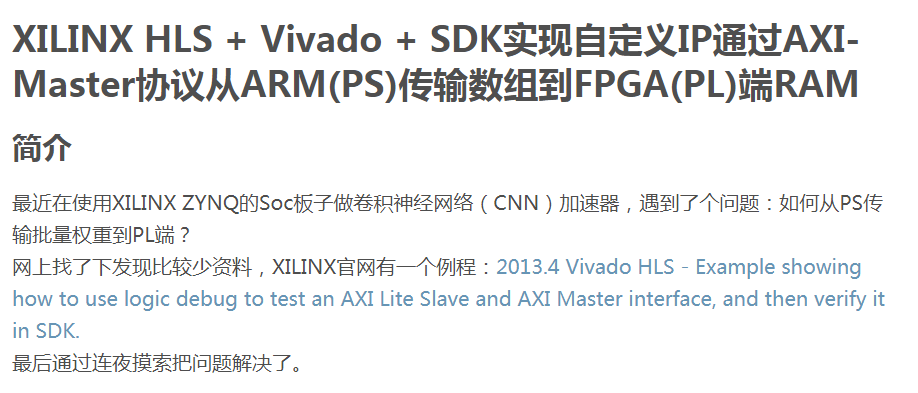 XILINX HLS + Vivado + SDK实现自定义IP通过AXI-
Master协议从ARM(PS)传输数组到FPGA(PL)端RAM
简介
最近在使用XILINX ZYNQ的Soc板子做卷积神经网络（CNN）加速器，遇到了个问题：如何从PS传
输批量权重到PL端？
网上找了下发现比较少资料，XILINX官网有一个例程：2013.4 Vivado HLS - Example showing
how to use logic debug to test an AXI Lite Slave and AXI Master interface, and then verify it
in SDK.
最后通过连夜摸索把问题解决了。